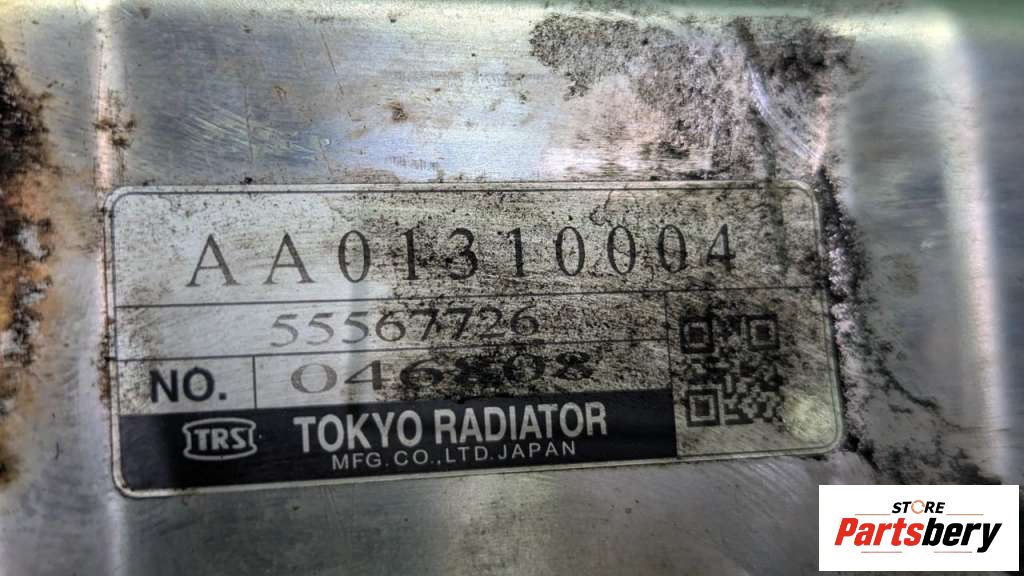 AA01310004
55567726
NO. 046808
TRS TOKYO RADIATOR
MFG.CO.,LTD.JAPAN
STORE
Partsbery